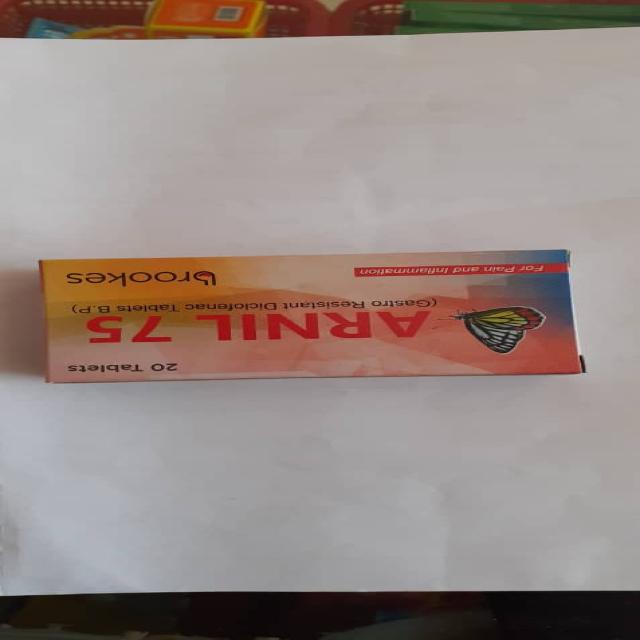 20 Tablets
ARNIL 75
(Gastro Resistant Diclofenac Tablets B.P)
For Pain and Inflammation
brookes